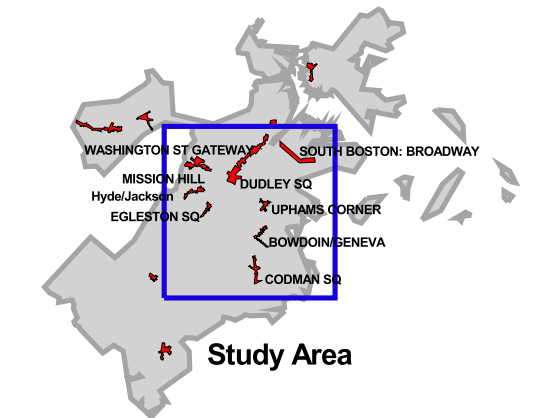 WASHINGTON ST GATEWAY
SOUTH BOSTON: BROADWAY
MISSION HILL
DUDLEY SQ
Hyde/Jackson
UPHAMS CORNER
EGLESTON SQ
BOWDOIN/GENEVA
CODMAN SQ
Study Area